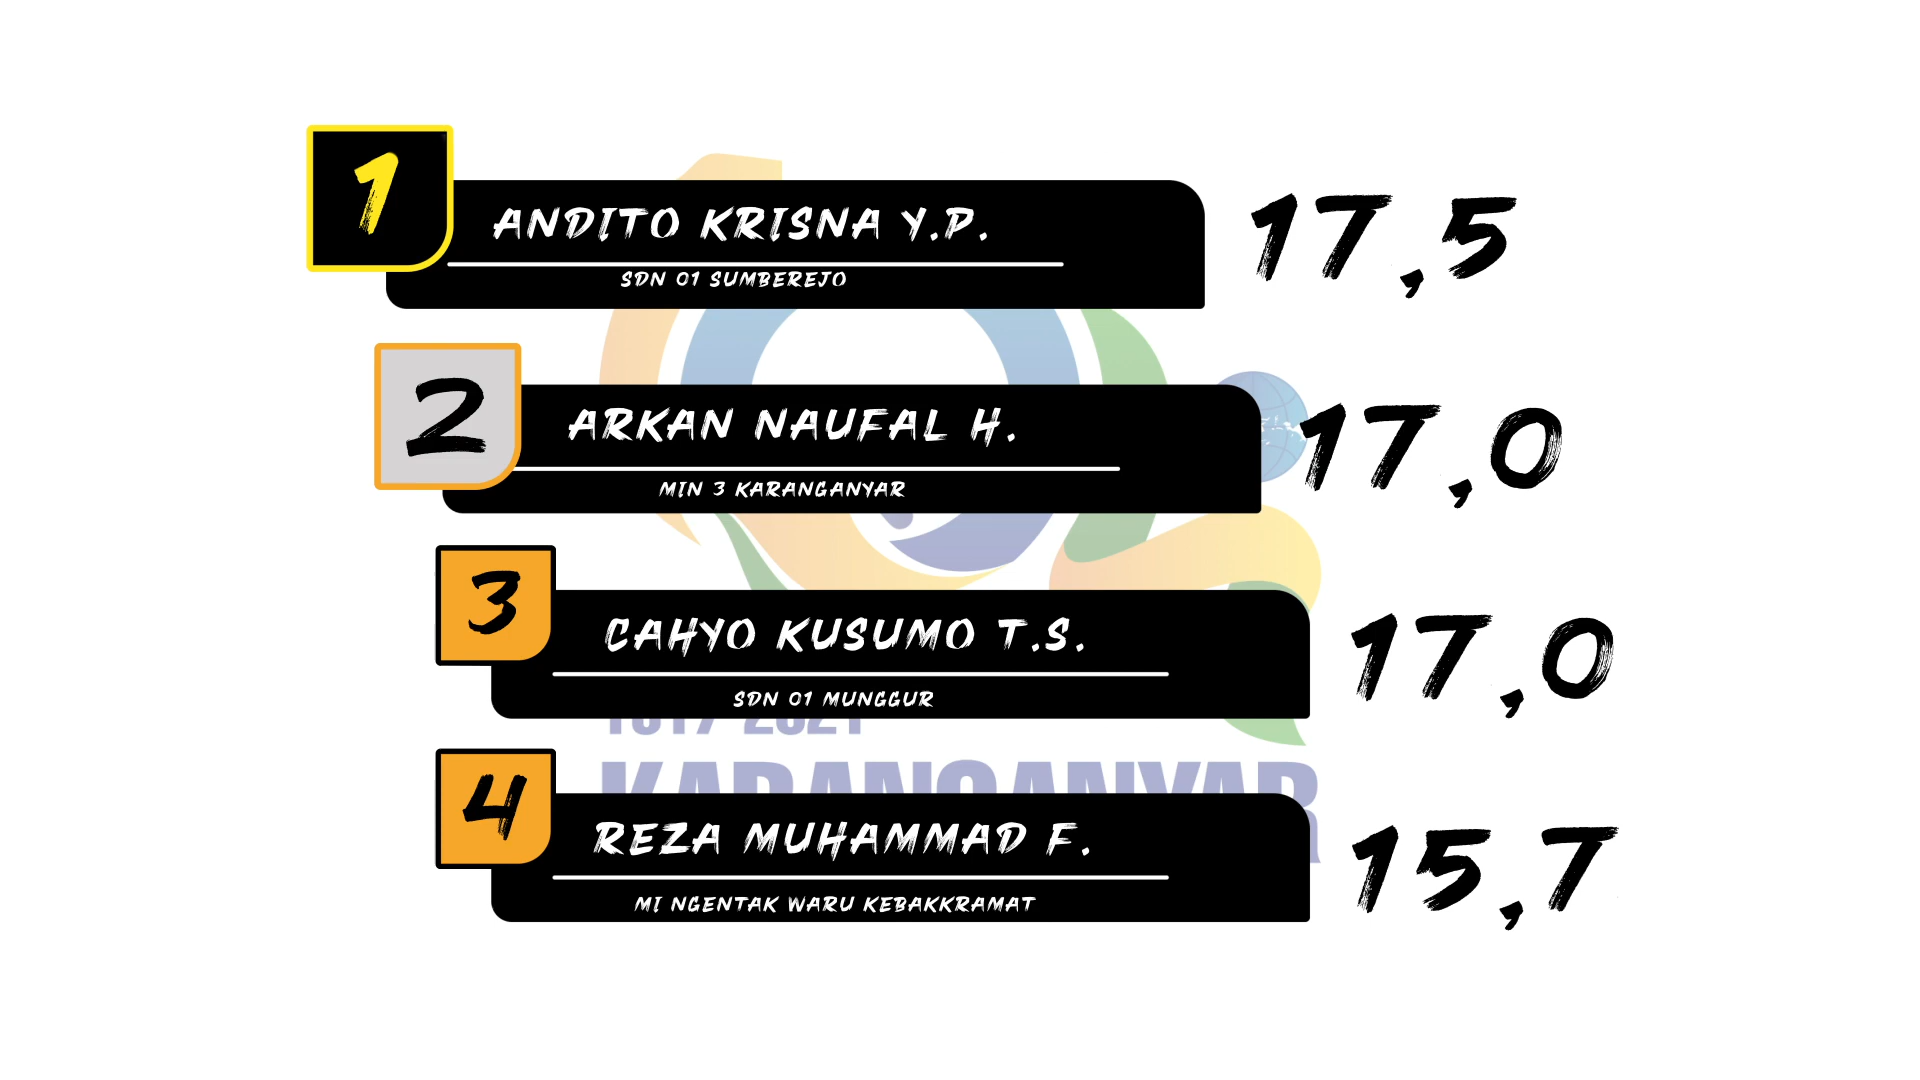 1
ANDITO KRISNA Y.P.
SDN 01 SUMBEREJO
17,5
2
ARKAN NAUFAL H.
MIN 3 KARANGANYAR
17,0
3
CAHYO KUSUMO T.S.
SDN 01 MUNGGUR
17,0
4
REZA MUHAMMAD F.
MI NGENTAK WARU KEBAKKRAMAT
15,7
KARANGANYAR